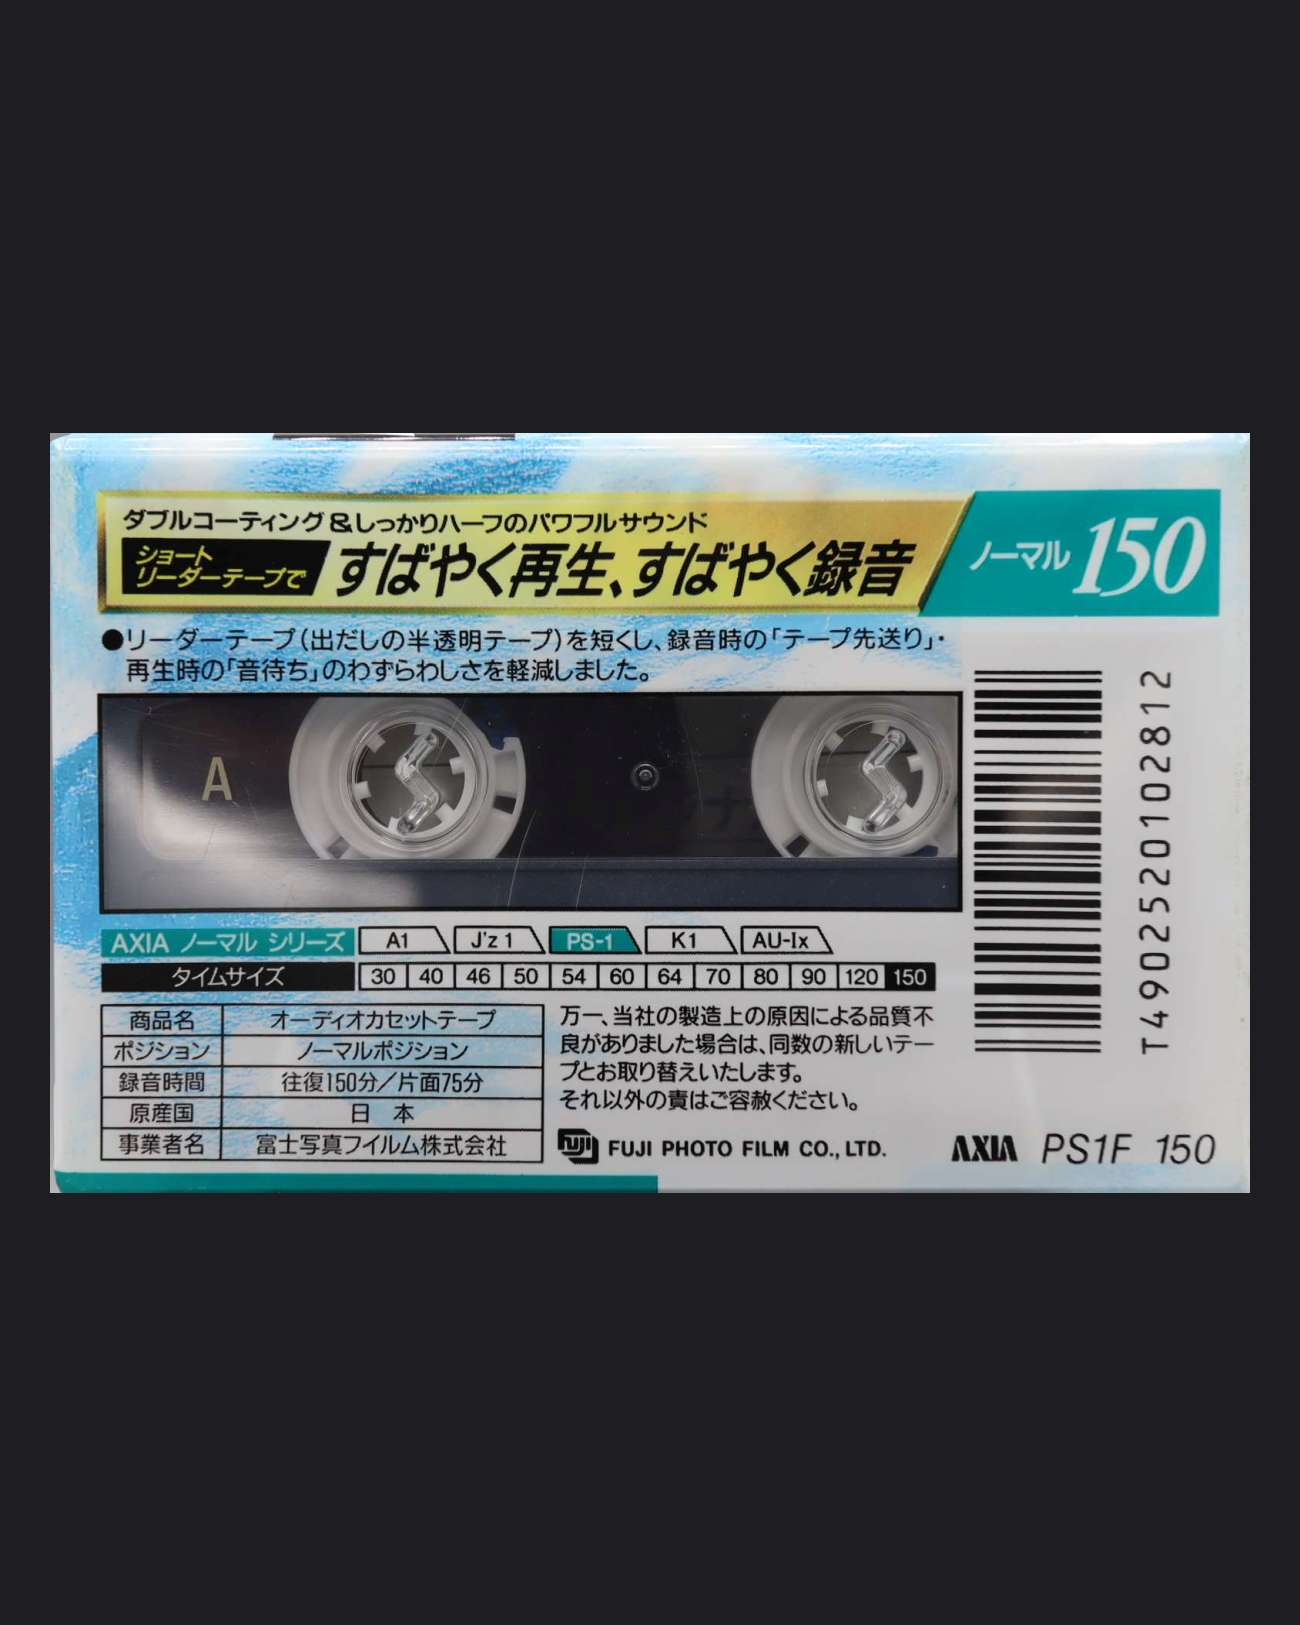 ダブルコーティング&しっかりハーフのパワフルサウンド
ショート
リーダーテープで
すばやく再生、すばやく録音
ノーマル150
●リーダーテープ(出だしの半透明テープ)を短くし、録音時の「テープ先送り」・
再生時の「音待ち」のわずらわしさを軽減しました。
A
T4902520102812
AXIA ノーマル シリーズ A1 J'z 1 PS-1 K1 AU-Ix
タイムサイズ 30 40 46 50 54 60 64 70 80 90 120 150
商品名 オーディオカセットテープ
ポジション ノーマルポジション
録音時間 往復150分/片面75分
原産国 日 本
事業者名 富士写真フイルム株式会社
万一、当社の製造上の原因による品質不
良がありました場合は、同数の新しいテー
プとお取り替えいたします。
それ以外の責はご容赦ください。
FUJI FUJI PHOTO FILM CO., LTD.
AXIA PS1F 150